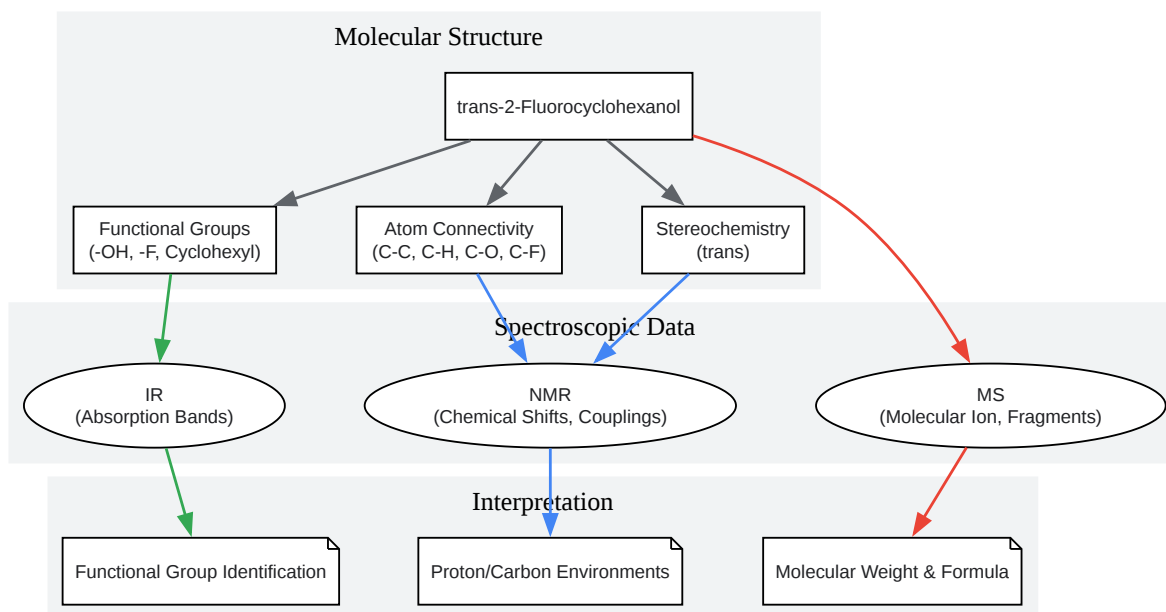 Molecular Structure
trans-2-Fluorocyclohexanol
Functional Groups
(-OH, -F, Cyclohexyl)
Atom Connectivity
(C-C, C-H, C-O, C-F)
Stereochemistry
(trans)
Spectroscopic Data
IR
(Absorption Bands)
NMR
(Chemical Shifts, Couplings)
MS
(Molecular Ion, Fragments)
Interpretation
Functional Group Identification
Proton/Carbon Environments
Molecular Weight & Formula